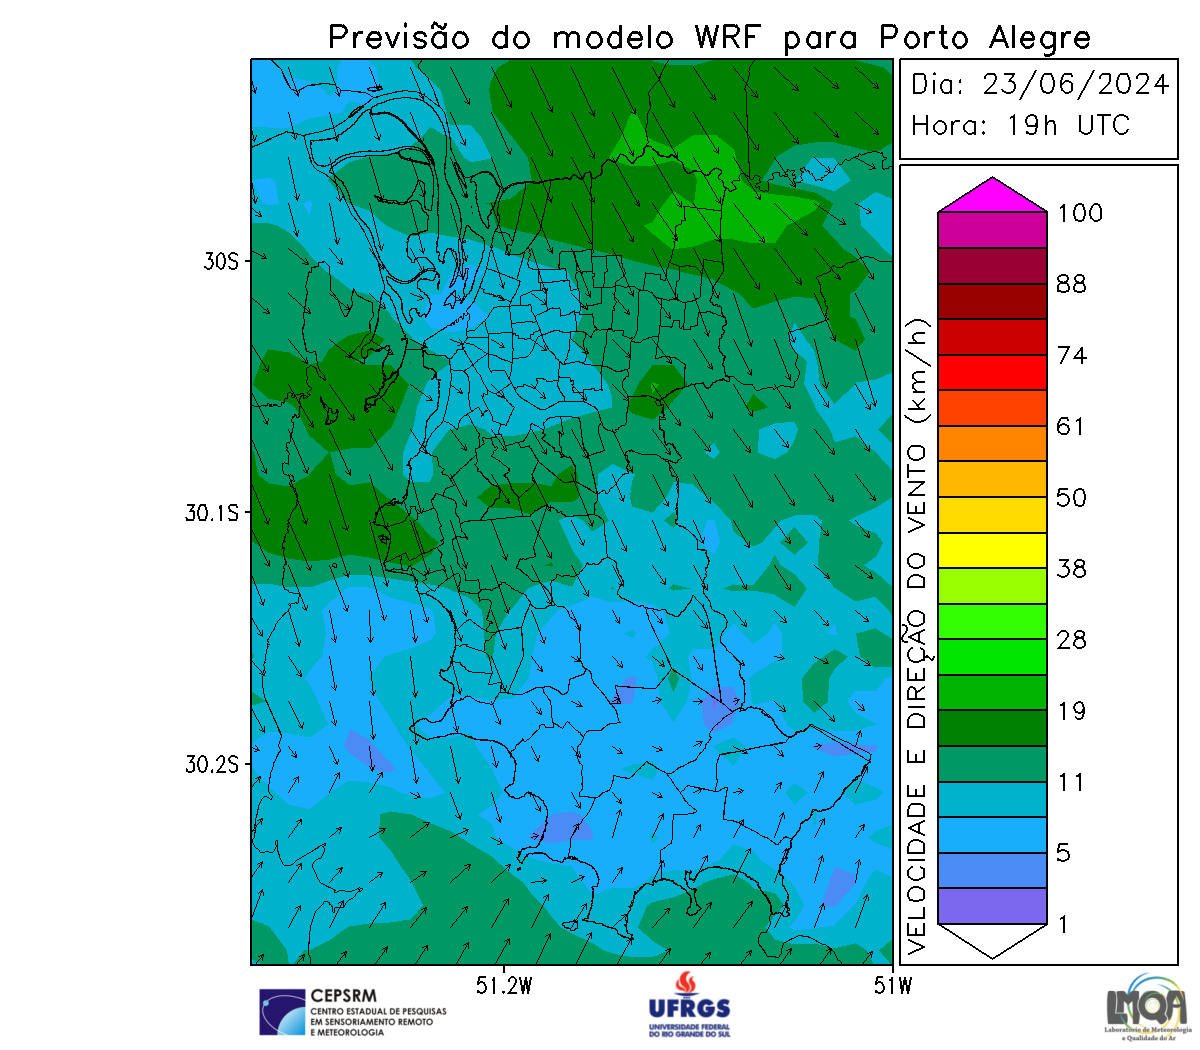 Previsão do modelo WRF para Porto Alegre
Dia: 23/06/2024
Hora: 19h UTC
30S
30.1S
30.2S
51.2W
51W
VELOCIDADE E DIREÇÃO DO VENTO (km/h)
100
88
74
61
50
38
28
19
11
5
1
CEPSRM
CENTRO ESTADUAL DE PESQUISAS
EM SENSORIAMENTO REMOTO
E METEOROLOGIA
UFRGS
UNIVERSIDADE FEDERAL
DO RIO GRANDE DO SUL
LMQA
Laboratório de Meteorologia
e Qualidade do Ar